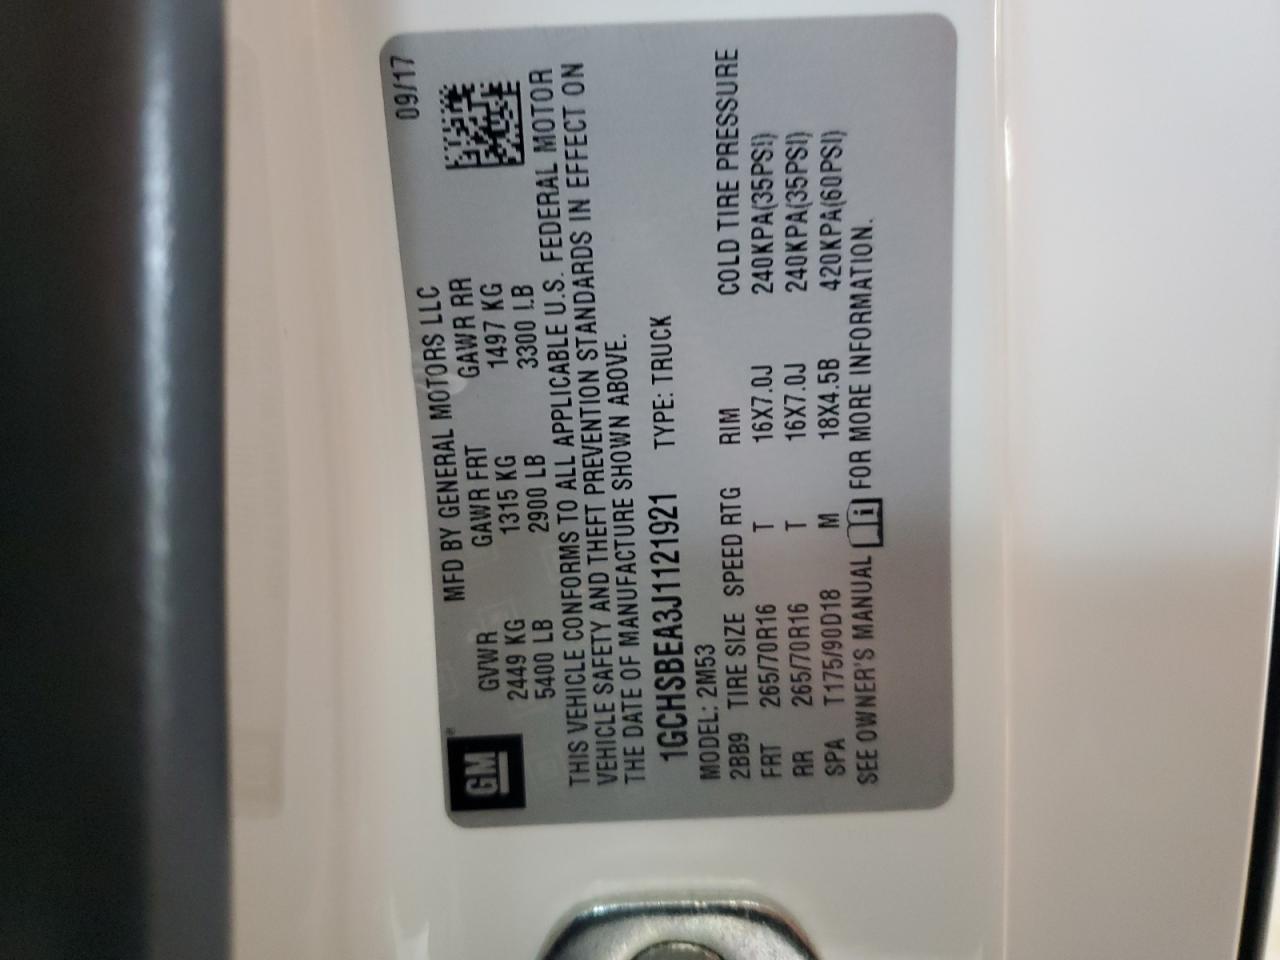 09/17
MFD BY GENERAL MOTORS LLC
GM
GVWR GAWR FRT GAWR RR
2449 KG 1315 KG 1497 KG
5400 LB 2900 LB 3300 LB
THIS VEHICLE CONFORMS TO ALL APPLICABLE U.S. FEDERAL MOTOR
VEHICLE SAFETY AND THEFT PREVENTION STANDARDS IN EFFECT ON
THE DATE OF MANUFACTURE SHOWN ABOVE.
1GCHSBEA3J1121921 TYPE: TRUCK
MODEL: 2M53
2BB9 TIRE SIZE SPEED RTG RIM COLD TIRE PRESSURE
FRT 265/70R16 T 16X7.0J 240KPA(35PSI)
RR 265/70R16 T 16X7.0J 240KPA(35PSI)
SPA T175/90D18 M 18X4.5B 420KPA(60PSI)
SEE OWNER'S MANUAL i FOR MORE INFORMATION.